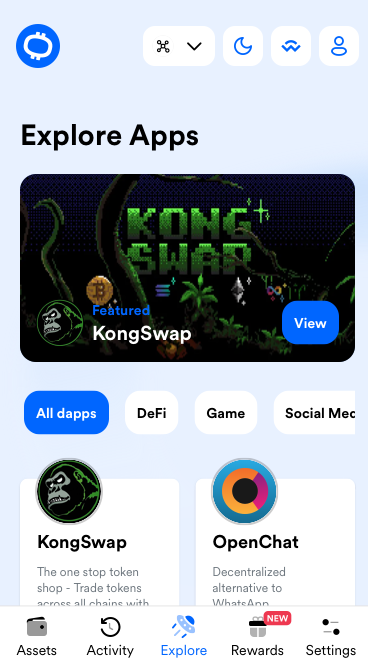 Explore Apps
KONG
SWAP
Featured
KongSwap
View
All dapps
DeFi
Game
Social Med
KongSwap
The one stop token
shop - Trade tokens
across all chains with
OpenChat
Decentralized
alternative to
WhatsApp
NEW
Assets
Activity
Explore
Rewards
Settings